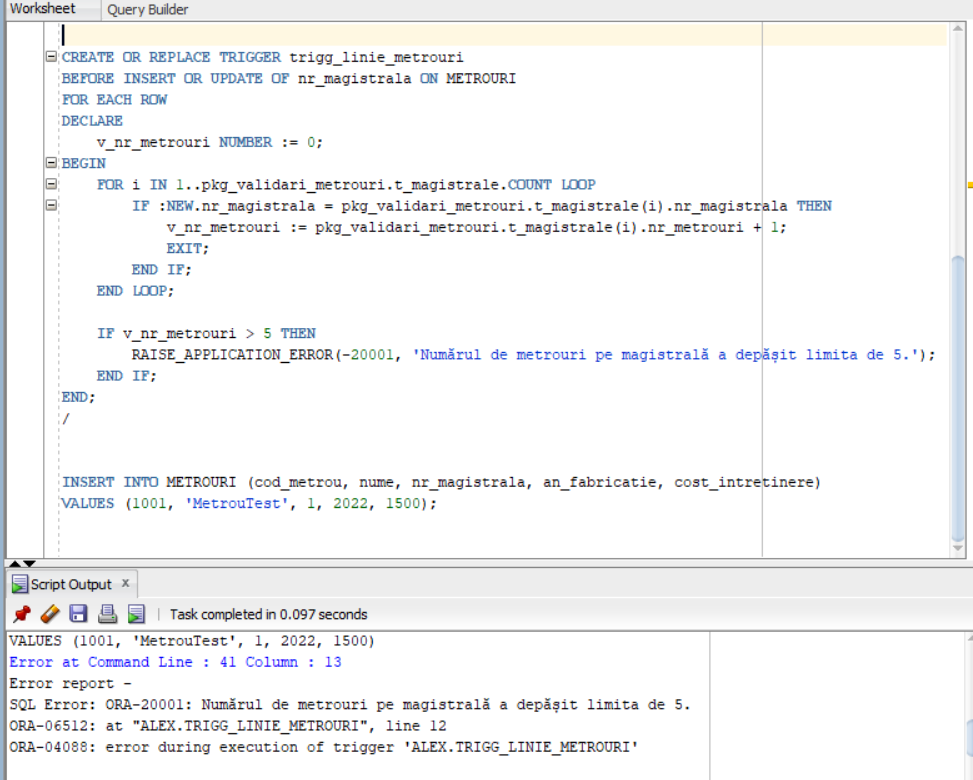 Worksheet Query Builder
CREATE OR REPLACE TRIGGER trigg_linie_metrouri
BEFORE INSERT OR UPDATE OF nr_magistrala ON METROURI
FOR EACH ROW
DECLARE
    v_nr_metrouri NUMBER := 0;
BEGIN
    FOR i IN 1..pkg_validari_metrouri.t_magistrale.COUNT LOOP
        IF :NEW.nr_magistrala = pkg_validari_metrouri.t_magistrale(i).nr_magistrala THEN
            v_nr_metrouri := pkg_validari_metrouri.t_magistrale(i).nr_metrouri + 1;
            EXIT;
        END IF;
    END LOOP;
    IF v_nr_metrouri > 5 THEN
        RAISE_APPLICATION_ERROR(-20001, 'Numărul de metrouri pe magistrală a depășit limita de 5.');
    END IF;
END;
/
INSERT INTO METROURI (cod_metrou, nume, nr_magistrala, an_fabricatie, cost_intretinere)
VALUES (1001, 'MetrouTest', 1, 2022, 1500);
Script Output x
Task completed in 0.097 seconds
VALUES (1001, 'MetrouTest', 1, 2022, 1500)
Error at Command Line : 41 Column : 13
Error report -
SQL Error: ORA-20001: Numărul de metrouri pe magistrală a depășit limita de 5.
ORA-06512: at "ALEX.TRIGG_LINIE_METROURI", line 12
ORA-04088: error during execution of trigger 'ALEX.TRIGG_LINIE_METROURI'